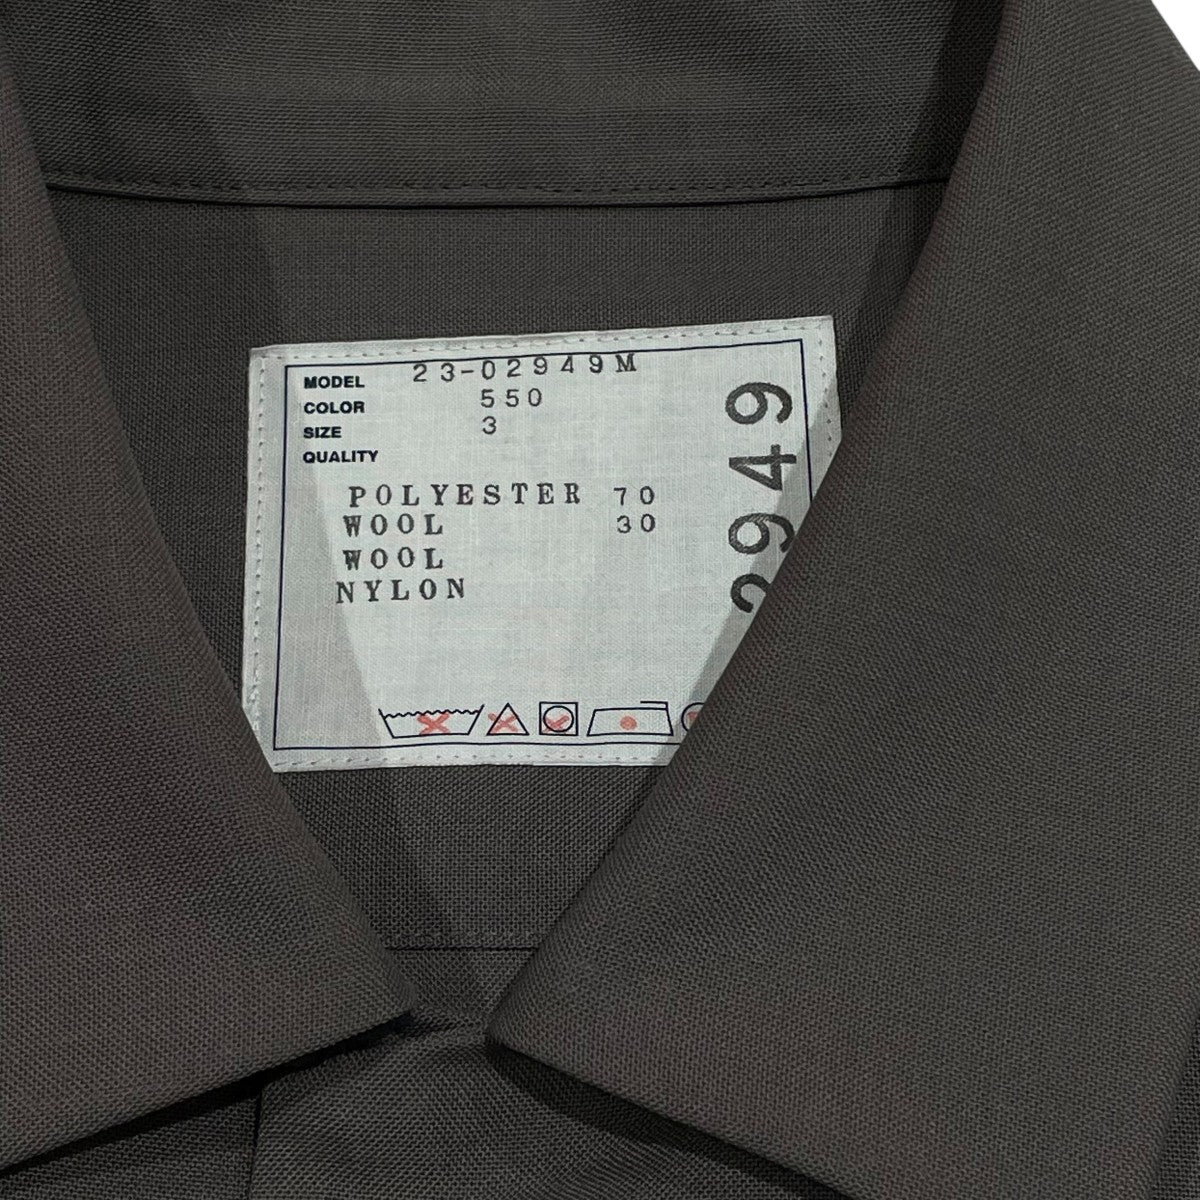 MODEL 23-02949M
COLOR 550
SIZE 3
QUALITY
POLYESTER 70
WOOL 30
WOOL
NYLON
2949